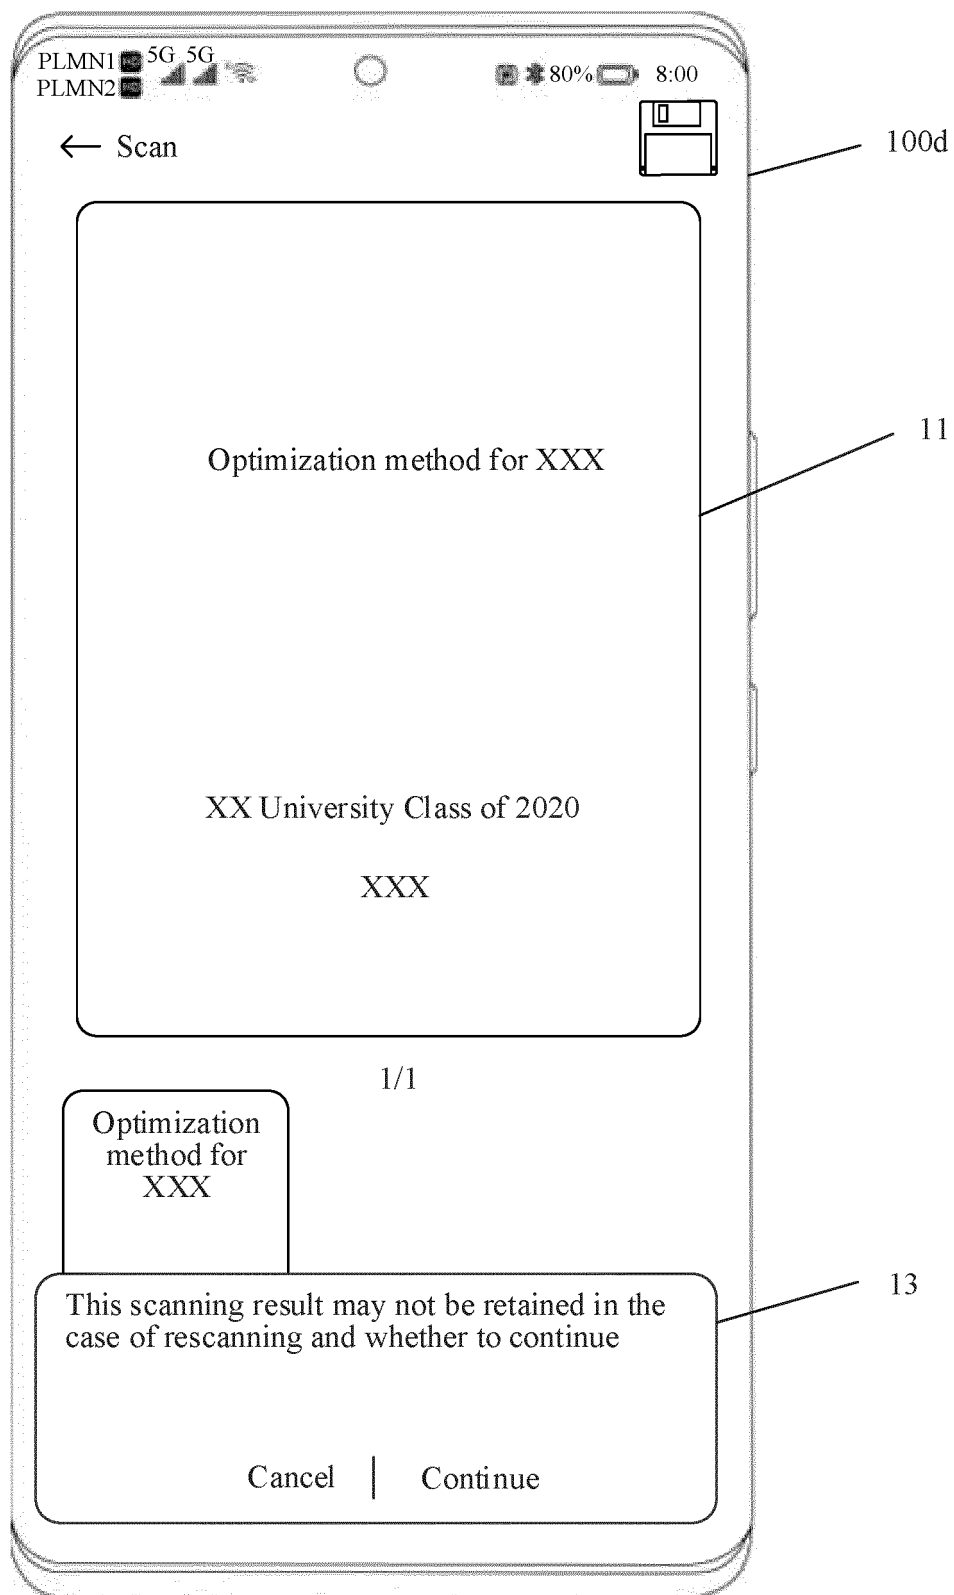 PLMN1 5G 5G 80% 8:00
PLMN2
← Scan
100d
11
Optimization method for XXX
XX University Class of 2020
XXX
1/1
Optimization
method for
XXX
13
This scanning result may not be retained in the
case of rescanning and whether to continue
Cancel | Continue